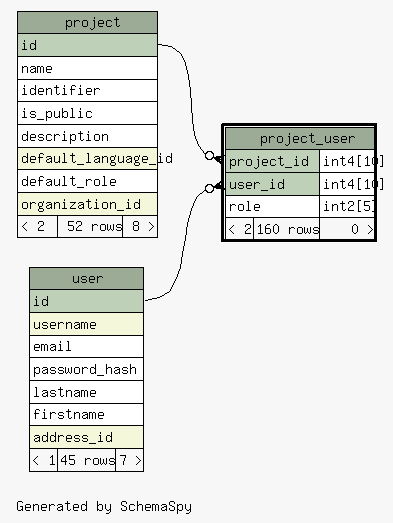 project
id
name
identifier
is_public
description
default_language_id
default_role
organization_id
< 2 52 rows 8 >
project_user
project_id int4[10]
user_id int4[10]
role int2[5]
< 2 160 rows 0 >
user
id
username
email
password_hash
lastname
firstname
address_id
< 1 45 rows 7 >
Generated by SchemaSpy